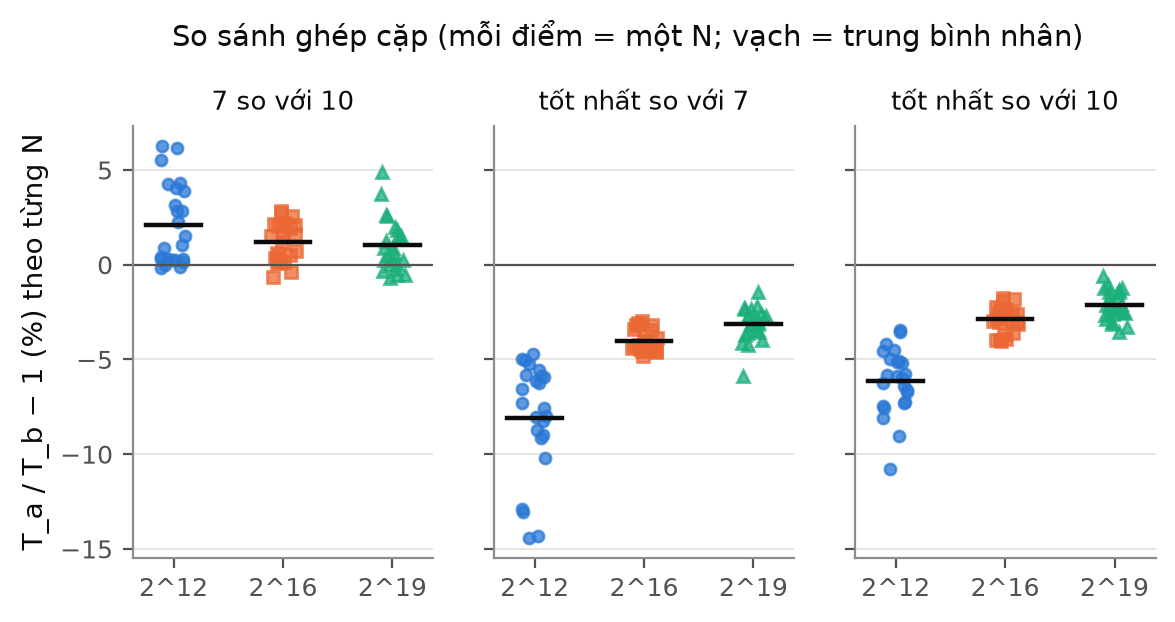 So sánh ghép cặp (mỗi điểm = một N; vạch = trung bình nhân)
7 so với 10
tốt nhất so với 7
tốt nhất so với 10
T_a / T_b − 1 (%) theo từng N
5
0
−5
−10
−15
2^12 2^16 2^19
2^12 2^16 2^19
2^12 2^16 2^19